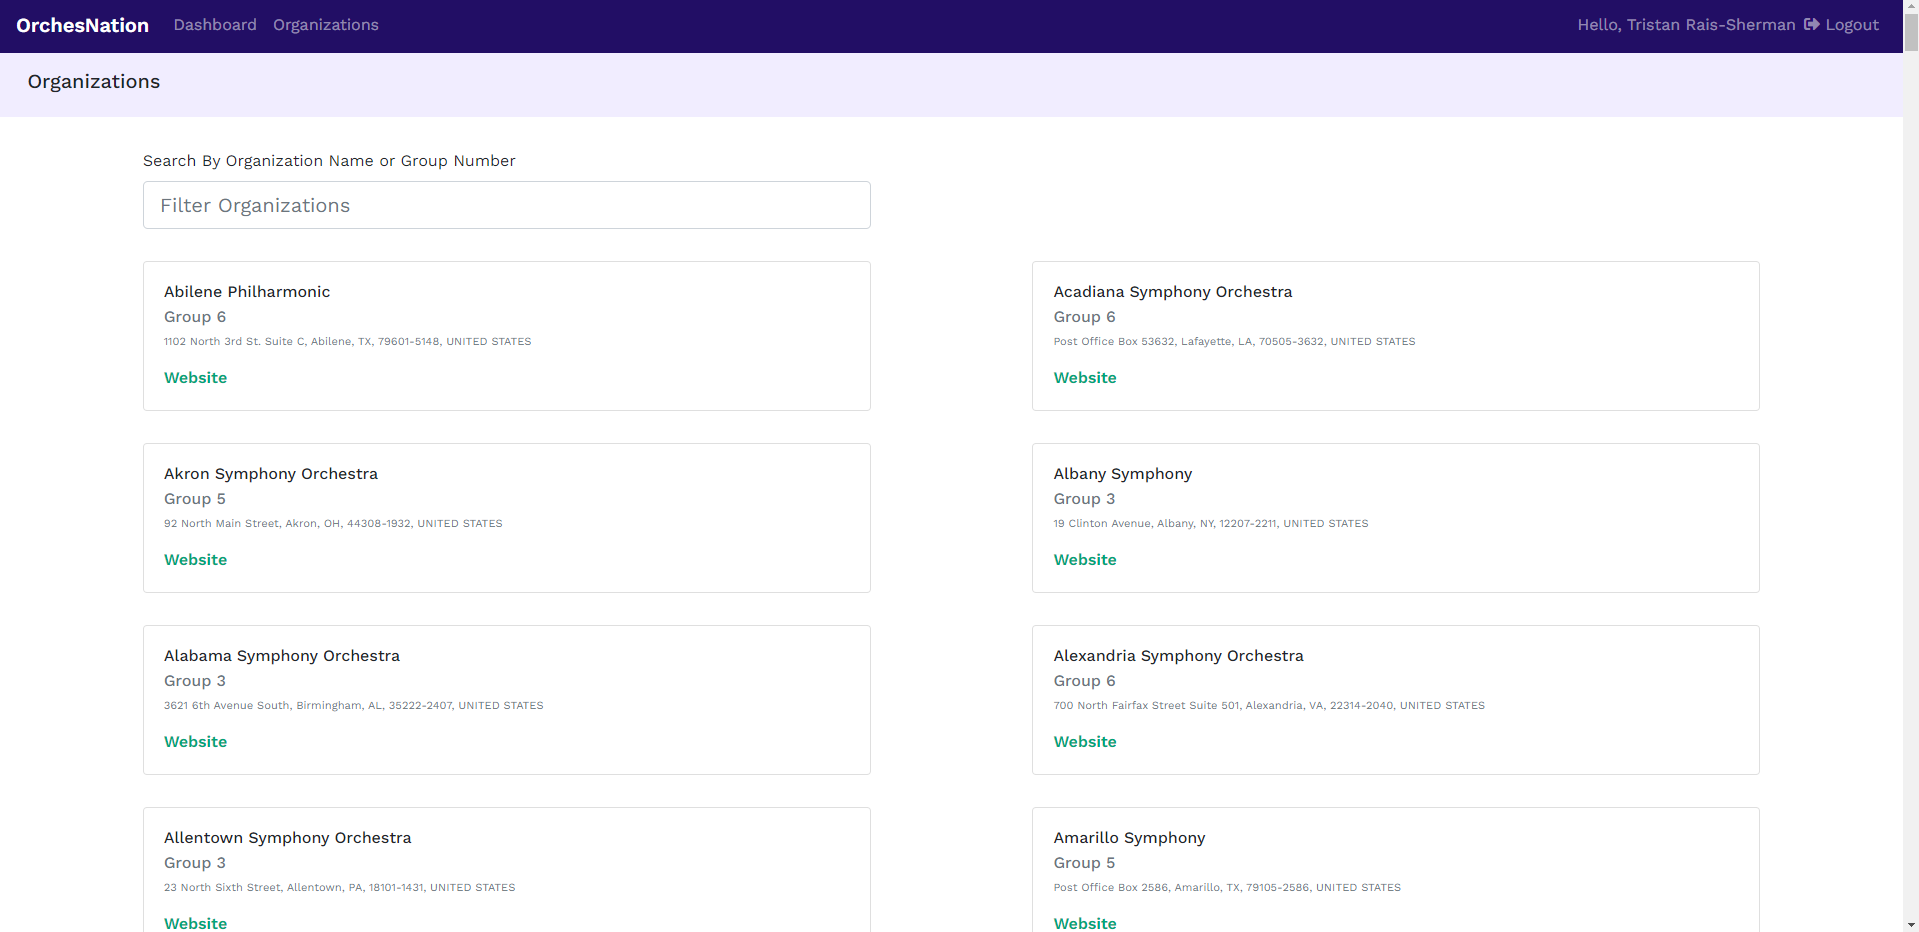 OrchesNation Dashboard Organizations Hello, Tristan Rais-Sherman Logout
Organizations
Search By Organization Name or Group Number
Filter Organizations
Abilene Philharmonic
Group 6
1102 North 3rd St. Suite C, Abilene, TX, 79601-5148, UNITED STATES
Website
Acadiana Symphony Orchestra
Group 6
Post Office Box 53632, Lafayette, LA, 70505-3632, UNITED STATES
Website
Akron Symphony Orchestra
Group 5
92 North Main Street, Akron, OH, 44308-1932, UNITED STATES
Website
Albany Symphony
Group 3
19 Clinton Avenue, Albany, NY, 12207-2211, UNITED STATES
Website
Alabama Symphony Orchestra
Group 3
3621 6th Avenue South, Birmingham, AL, 35222-2407, UNITED STATES
Website
Alexandria Symphony Orchestra
Group 6
700 North Fairfax Street Suite 501, Alexandria, VA, 22314-2040, UNITED STATES
Website
Allentown Symphony Orchestra
Group 3
23 North Sixth Street, Allentown, PA, 18101-1431, UNITED STATES
Website
Amarillo Symphony
Group 5
Post Office Box 2586, Amarillo, TX, 79105-2586, UNITED STATES
Website